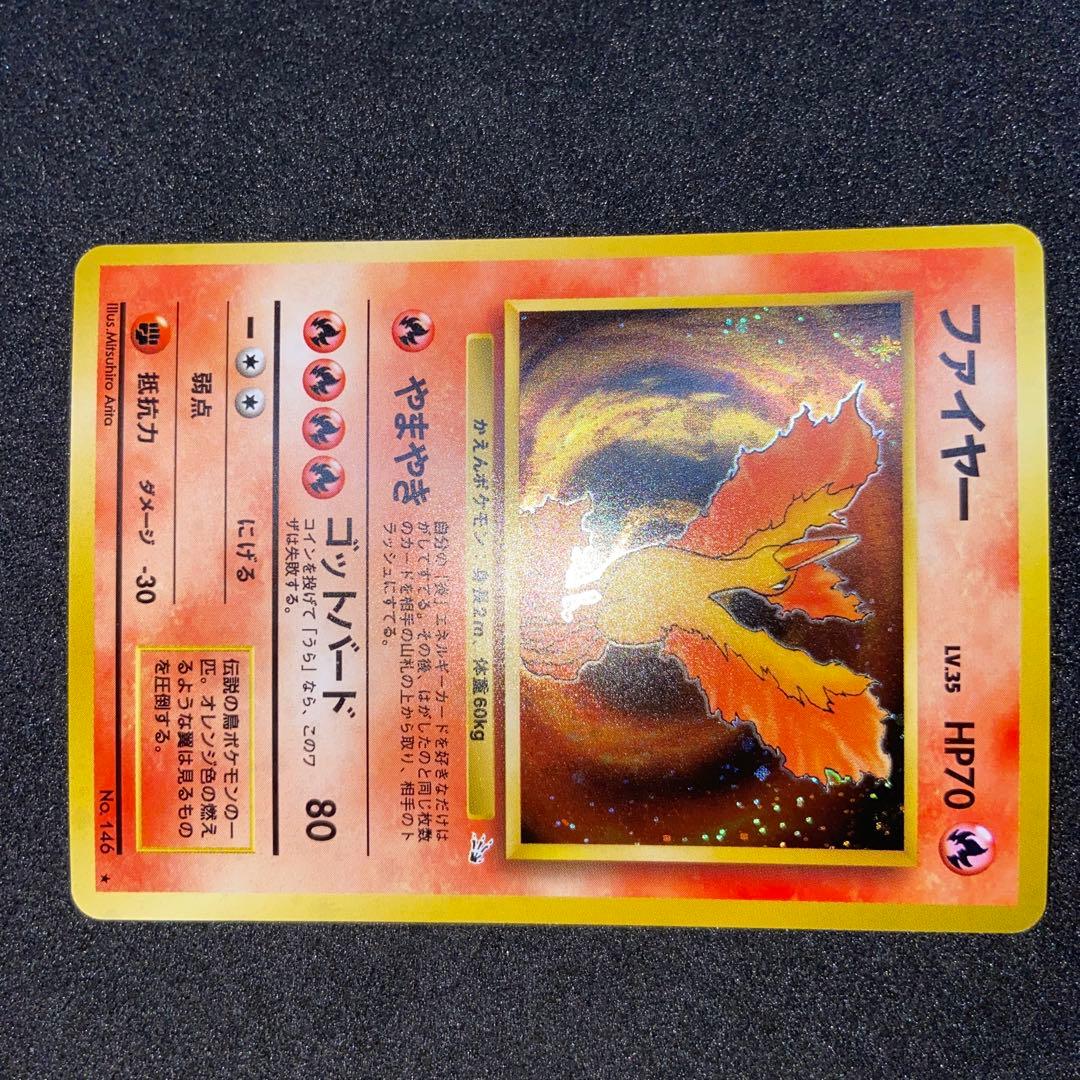 ファイヤー LV.35 HP70
かえんポケモン:身長2m、体重60kg
やまやき
自分の「炎」エネルギーカードを好きなだけは
がしてすてる。その後、はがしたのと同じ枚数
のカードを相手の山札の上から取り、相手のト
ラッシュにすてる。
ゴットバード 80
コインを投げて「うら」なら、このワ
ザは失敗する。
にげる
弱点
抵抗力 ダメージ -30
伝説の鳥ポケモンの一
匹。オレンジ色の燃え
るような翼は見るもの
を圧倒する。
Illus.Mitsuhiro Arita No. 146 ★